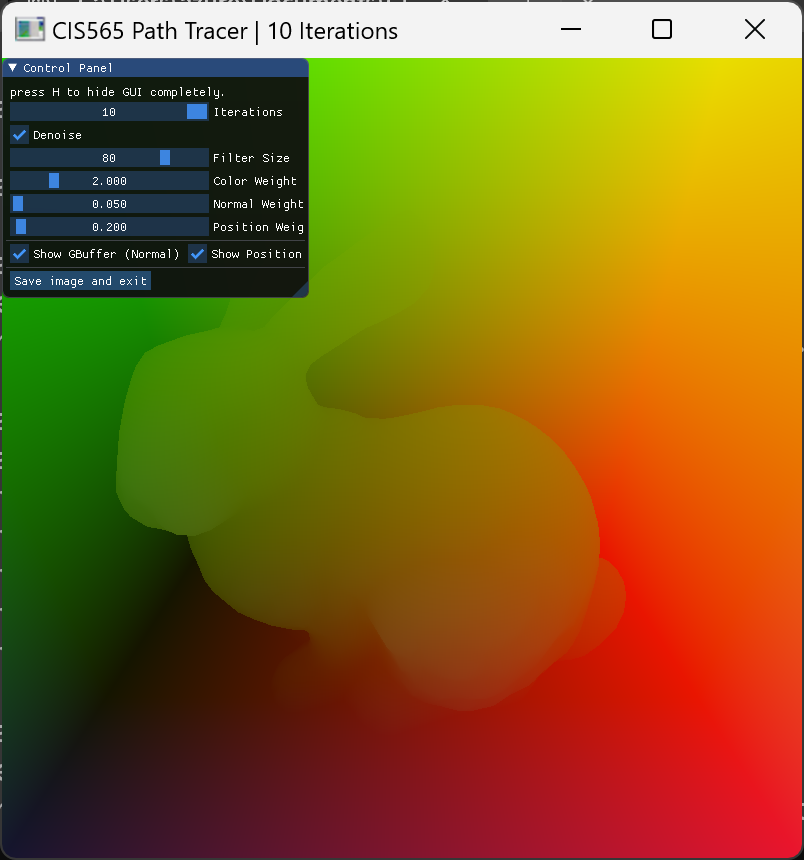 CIS565 Path Tracer | 10 Iterations
Control Panel
press H to hide GUI completely.
10 Iterations
Denoise
80 Filter Size
2.000 Color Weight
0.050 Normal Weight
0.200 Position Weig
Show GBuffer (Normal) Show Position
Save image and exit